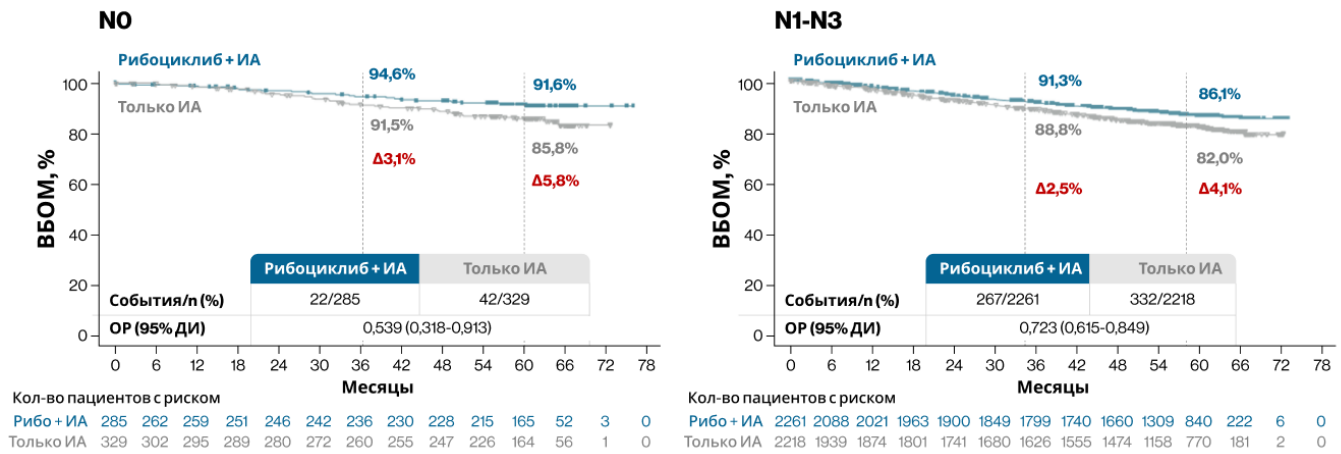 N0
Рибоциклиб + ИА
Только ИА
94,6%
91,6%
91,5%
85,8%
Δ3,1%
Δ5,8%
ВБОМ, %
100
80
60
40
20
0
Рибоциклиб + ИА Только ИА
События/n (%) 22/285 42/329
ОР (95% ДИ) 0,539 (0,318-0,913)
0 6 12 18 24 30 36 42 48 54 60 66 72 78
Месяцы
Кол-во пациентов с риском
Рибо + ИА 285 262 259 251 246 242 236 230 228 215 165 52 3 0
Только ИА 329 302 295 289 280 272 260 255 247 226 164 56 1 0
N1-N3
Рибоциклиб + ИА
Только ИА
91,3%
86,1%
88,8%
82,0%
Δ2,5%
Δ4,1%
ВБОМ, %
100
80
60
40
20
0
Рибоциклиб + ИА Только ИА
События/n (%) 267/2261 332/2218
ОР (95% ДИ) 0,723 (0,615-0,849)
0 6 12 18 24 30 36 42 48 54 60 66 72 78
Месяцы
Кол-во пациентов с риском
Рибо + ИА 2261 2088 2021 1963 1900 1849 1799 1740 1660 1309 840 222 6 0
Только ИА 2218 1939 1874 1801 1741 1680 1626 1555 1474 1158 770 181 2 0